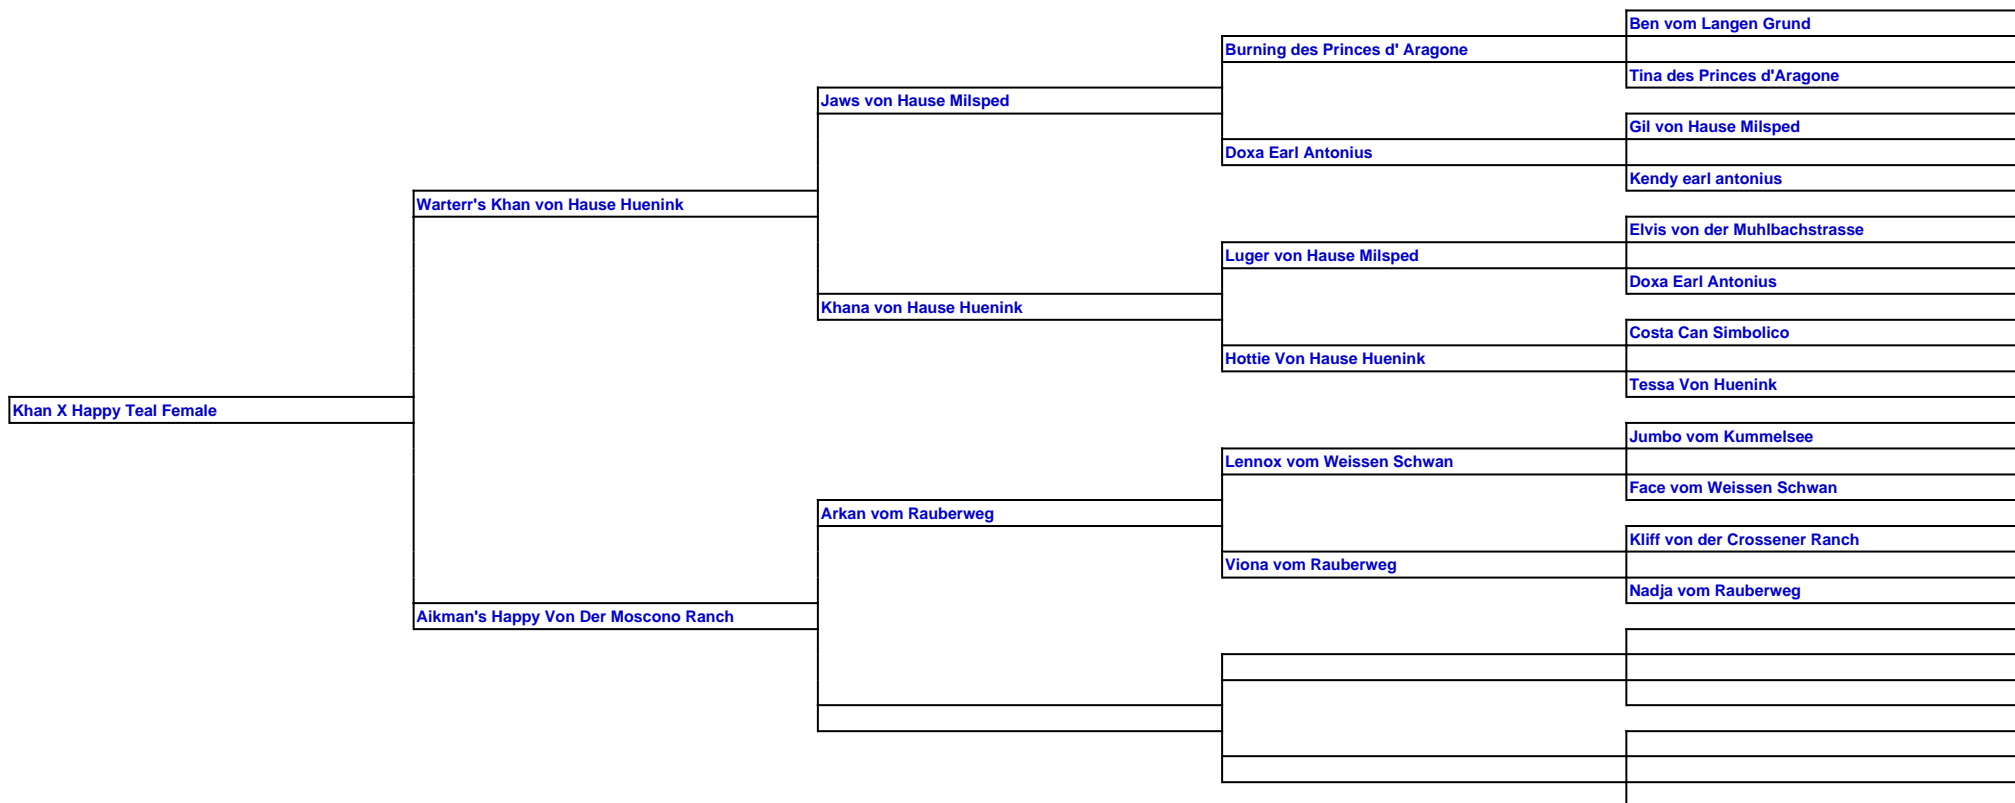 Ben vom Langen Grund
Burning des Princes d' Aragone
Tina des Princes d'Aragone
Jaws von Hause Milsped
Gil von Hause Milsped
Doxa Earl Antonius
Kendy earl antonius
Warterr's Khan von Hause Huenink
Elvis von der Muhlbachstrasse
Luger von Hause Milsped
Doxa Earl Antonius
Khana von Hause Huenink
Costa Can Simbolico
Hottie Von Hause Huenink
Tessa Von Huenink
Khan X Happy Teal Female
Jumbo vom Kummelsee
Lennox vom Weissen Schwan
Face vom Weissen Schwan
Arkan vom Rauberweg
Kliff von der Crossener Ranch
Viona vom Rauberweg
Nadja vom Rauberweg
Aikman's Happy Von Der Moscono Ranch